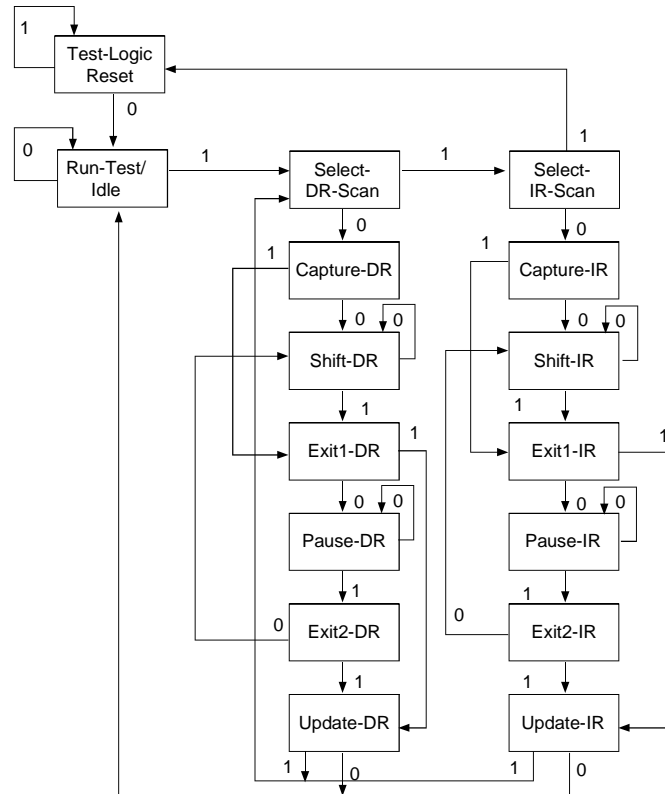 1
Test-Logic
Reset
0
0
Run-Test/
Idle
1
Select-
DR-Scan
1
Select-
IR-Scan
1
0
0
1
Capture-DR
1
Capture-IR
0
0
0
0
Shift-DR
Shift-IR
1
1
Exit1-DR
1
Exit1-IR
1
0
0
0
0
Pause-DR
Pause-IR
1
1
0
Exit2-DR
0
Exit2-IR
1
1
Update-DR
Update-IR
1
0
1
0